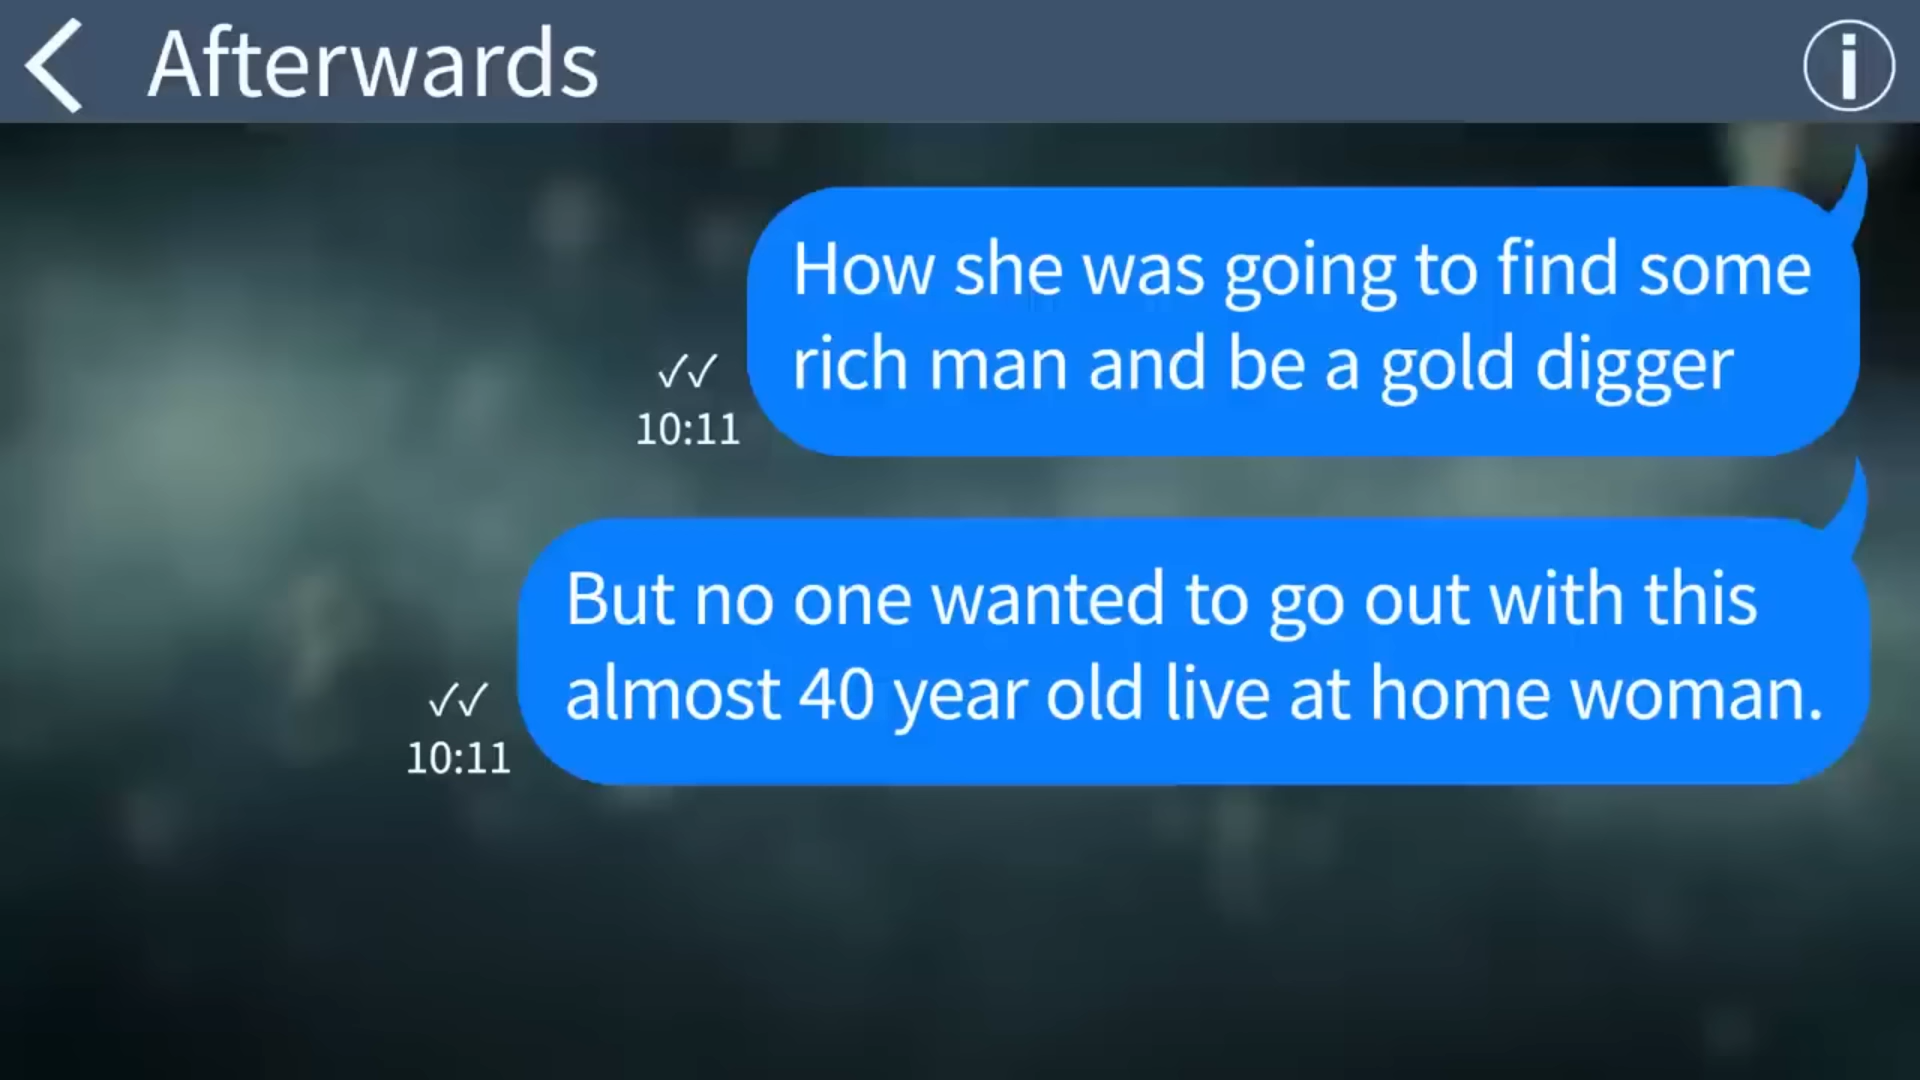 Afterwards
How she was going to find some
rich man and be a gold digger
✓✓
10:11
But no one wanted to go out with this
almost 40 year old live at home woman.
✓✓
10:11